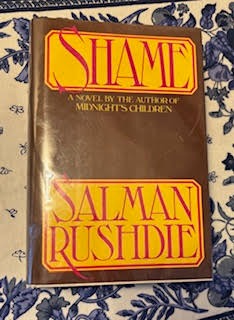 SHAME
A NOVEL BY THE AUTHOR OF
MIDNIGHT'S CHILDREN
SALMAN
RUSHDIE